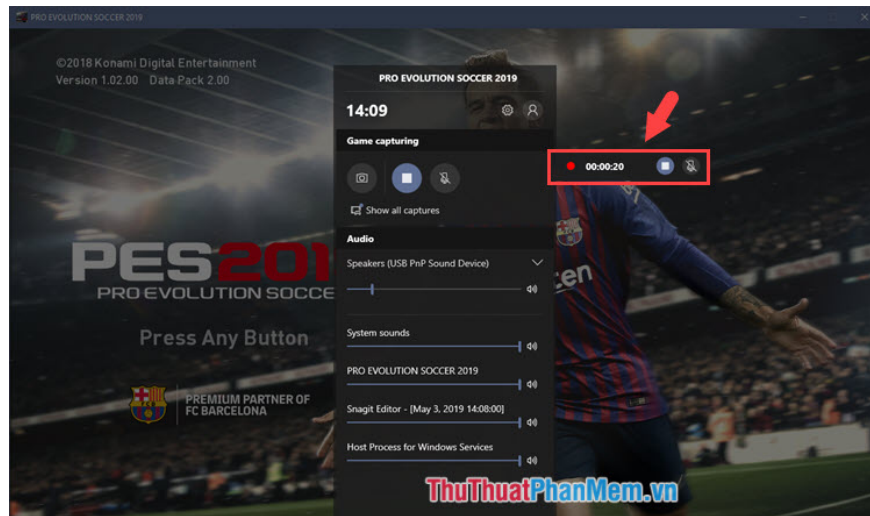 PRO EVOLUTION SOCCER 2019
©2018 Konami Digital Entertainment
Version 1.02.00 Data Pack 2.00
PRO EVOLUTION SOCCER 2019
14:09
Game capturing
00:00:20
Show all captures
Audio
Speakers (USB PnP Sound Device)
System sounds
PRO EVOLUTION SOCCER 2019
Snagit Editor - [May 3, 2019 14:08:00]
Host Process for Windows Services
PES201
PRO EVOLUTION SOCCE
Press Any Button
FCB
PREMIUM PARTNER OF
FC BARCELONA
en
ThuThuatPhanMem.vn